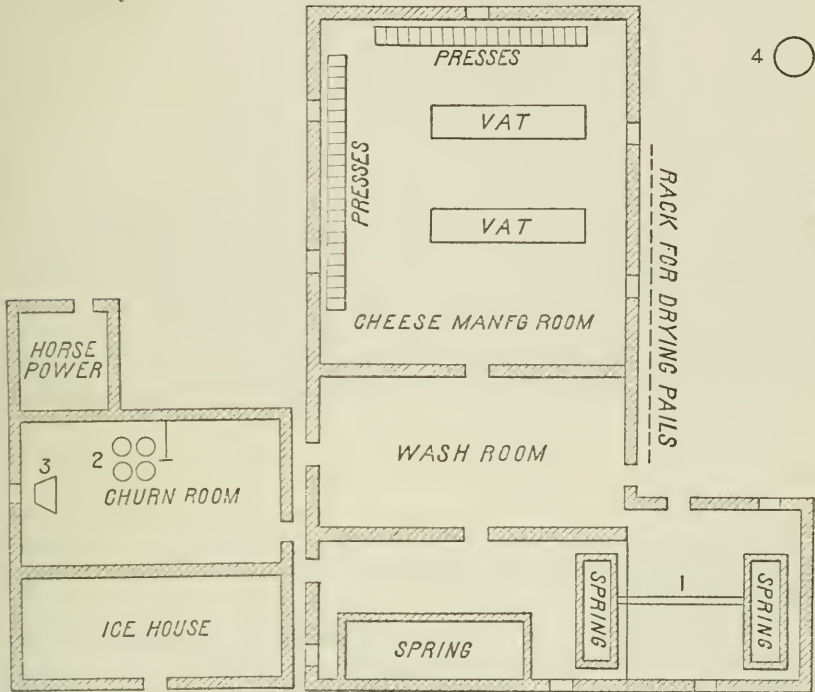 PRESSES
4
VAT
PRESSES
VAT
RACK FOR DRYING PAILS
CHEESE MANFG ROOM
HORSE
POWER
2
3
CHURN ROOM
WASH ROOM
1
SPRING
SPRING
SPRING
ICE HOUSE